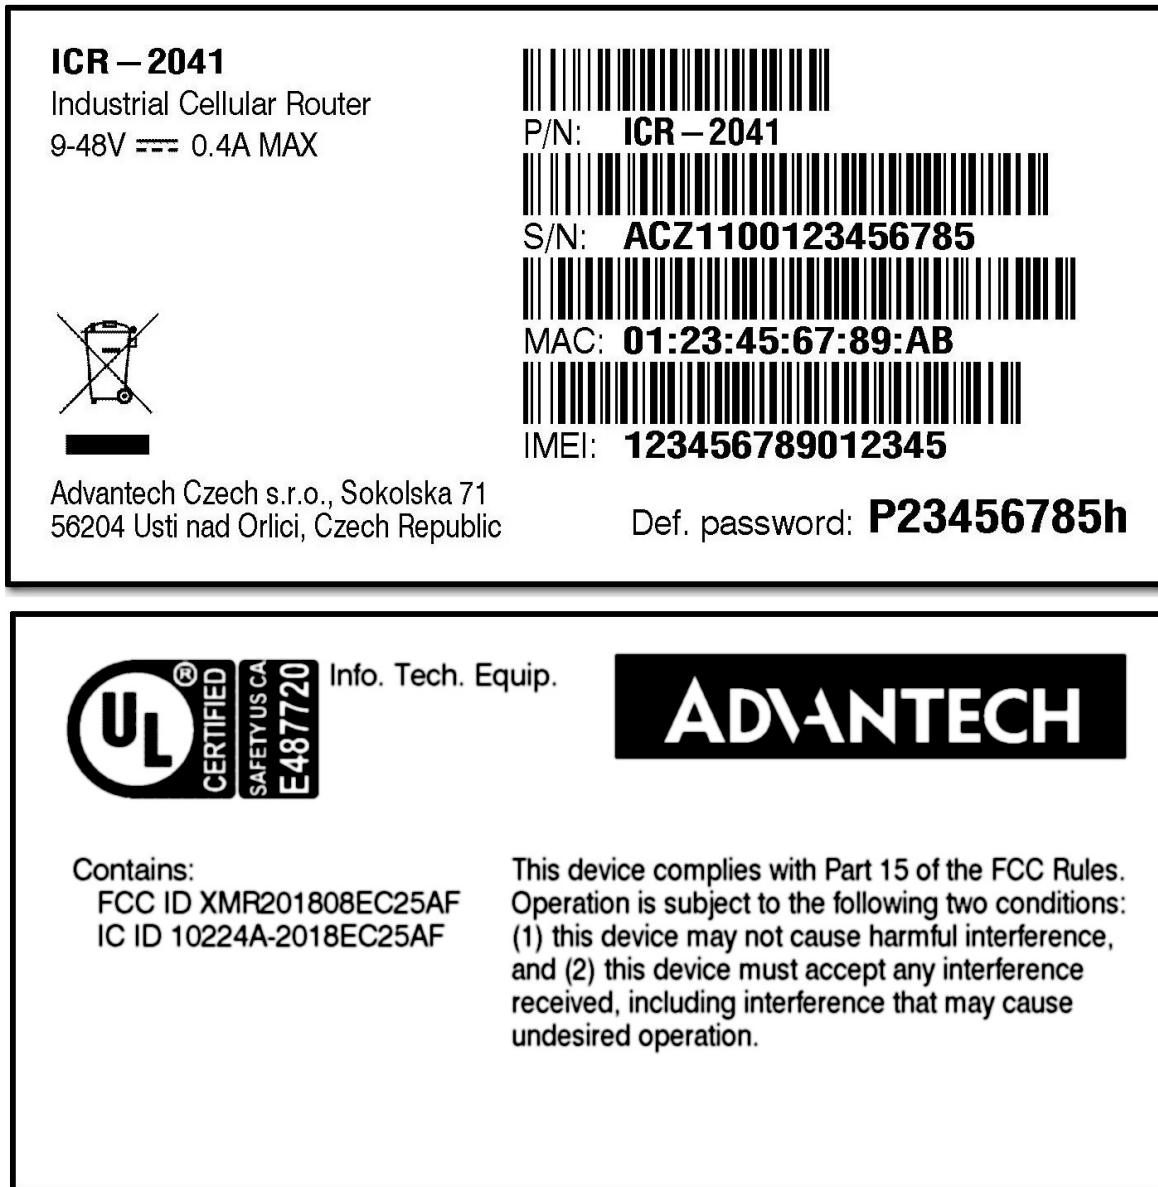 ICR – 2041
Industrial Cellular Router
9-48V 0.4A MAX
P/N: ICR – 2041
S/N: ACZ1100123456785
MAC: 01:23:45:67:89:AB
IMEI: 123456789012345
Advantech Czech s.r.o., Sokolska 71
56204 Usti nad Orlici, Czech Republic
Def. password: P23456785h
UL ®
CERTIFIED
SAFETY US CA
E487720
Info. Tech. Equip.
ADVANTECH
Contains:
FCC ID XMR201808EC25AF
IC ID 10224A-2018EC25AF
This device complies with Part 15 of the FCC Rules.
Operation is subject to the following two conditions:
(1) this device may not cause harmful interference,
and (2) this device must accept any interference
received, including interference that may cause
undesired operation.